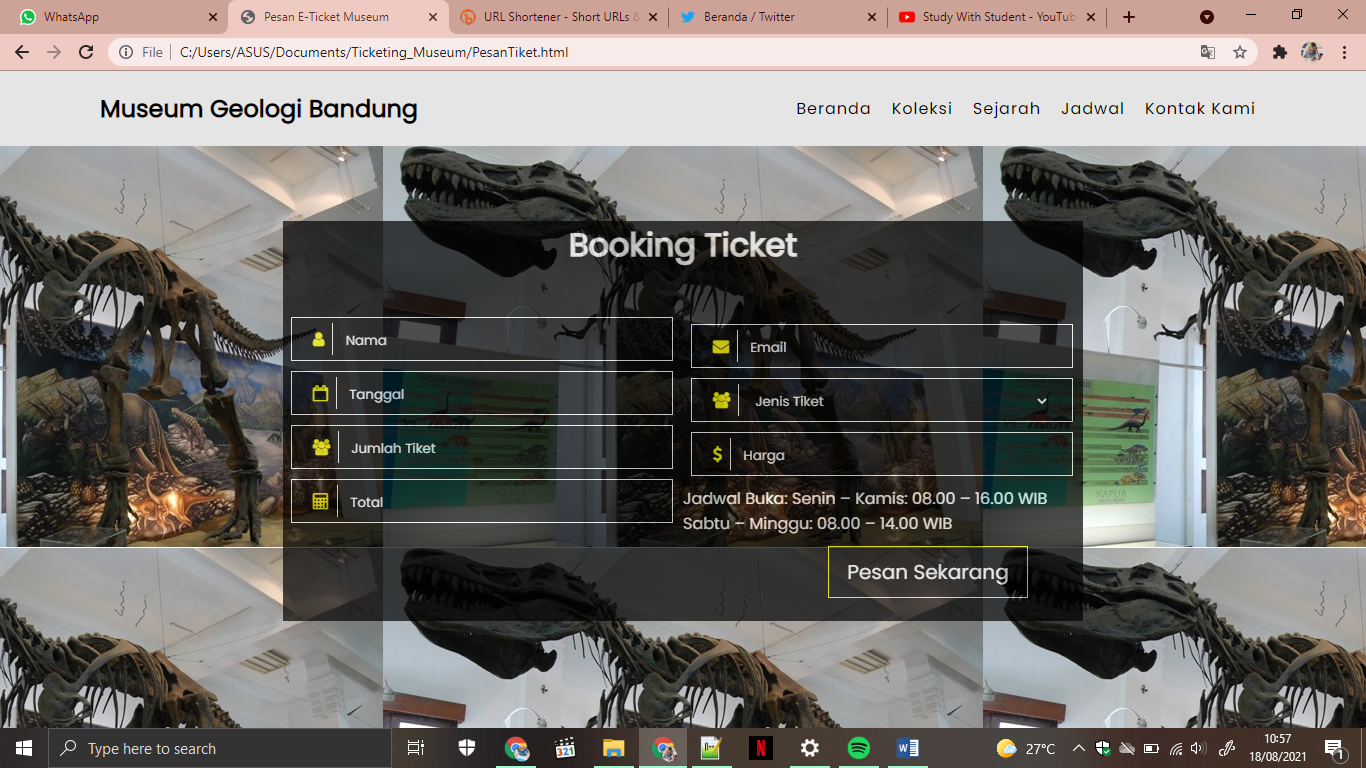 WhatsApp
Pesan E-Ticket Museum
URL Shortener - Short URLs &
Beranda / Twitter
Study With Student - YouTub
File
C:/Users/ASUS/Documents/Ticketing_Museum/PesanTiket.html
Museum Geologi Bandung
Beranda
Koleksi
Sejarah
Jadwal
Kontak Kami
Booking Ticket
Nama
Email
Tanggal
Jenis Tiket
Jumlah Tiket
Harga
Total
Jadwal Buka: Senin – Kamis: 08.00 – 16.00 WIB
Sabtu – Minggu: 08.00 – 14.00 WIB
Pesan Sekarang
KAPUR
Type here to search
321
N
W
27°C
10:57
18/08/2021
1